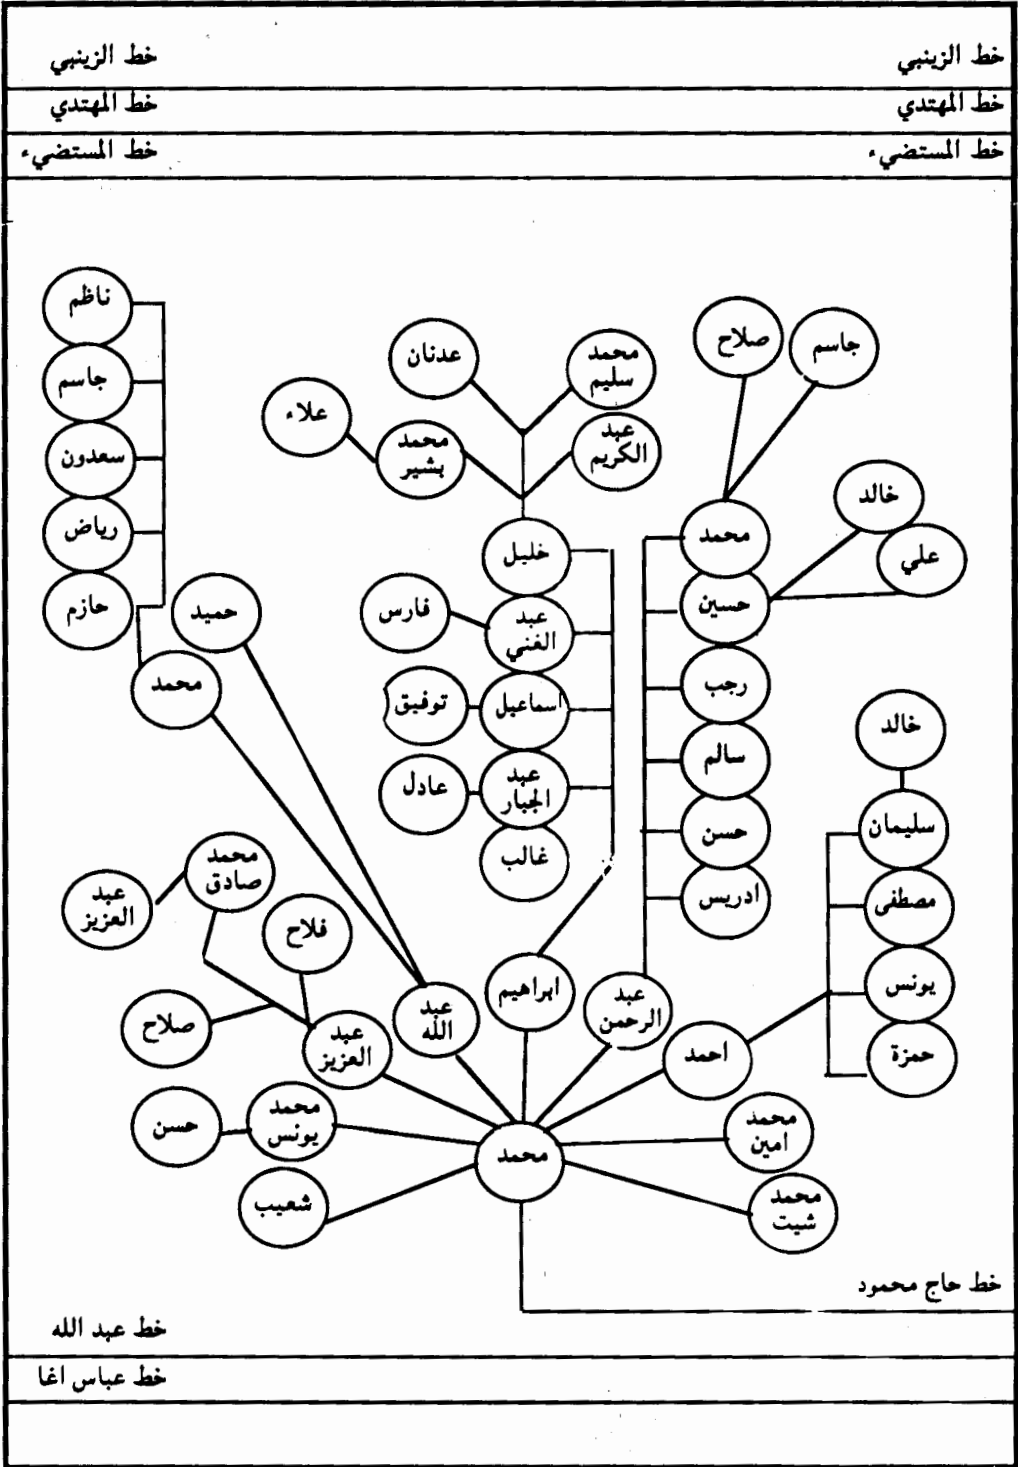 خط الزينبي
خط الزينبي
خط المهتدي
خط المهتدي
خط المستضيء
خط المستضيء
جاسم
صلاح
محمد
سليم
عدنان
علاء
محمد
بشير
عبد
الكريم
ناظم
جاسم
سعدون
رياض
حازم
حميد
محمد
خالد
علي
محمد
حسين
رجب
سالم
حسن
ادريس
خليل
عبد
الغني
فارس
اسماعيل
توفيق
عبد
الجبار
عادل
غالب
خالد
سليمان
مصطفى
يونس
حمزة
محمد
صادق
عبد
العزيز
فلاح
صلاح
احمد
عبد
الرحمن
ابراهيم
عبد
الله
عبد
العزيز
محمد
امين
محمد
محمد
يونس
حسن
محمد
شيت
شعيب
خط حاج محمود
خط عبد الله
خط عباس اغا